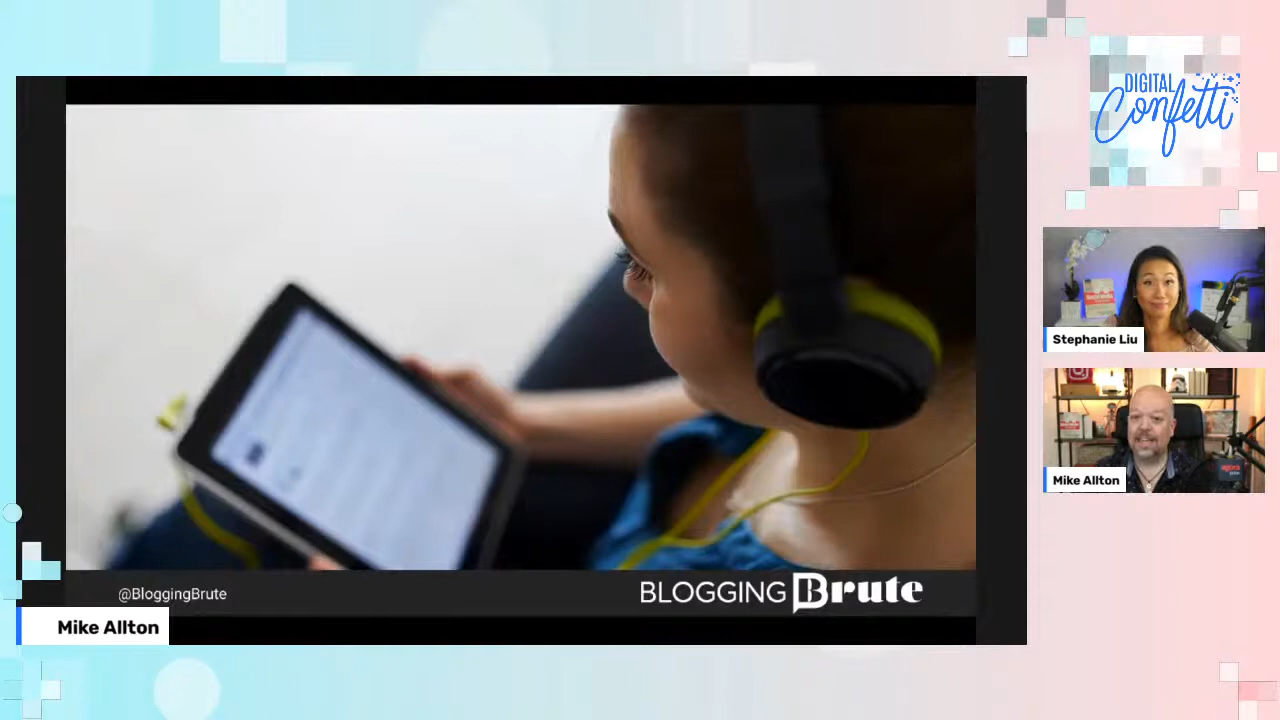 DIGITAL
Confetti
Stephanie Liu
Mike Allton
@BloggingBrute
BLOGGING Brute
Mike Allton